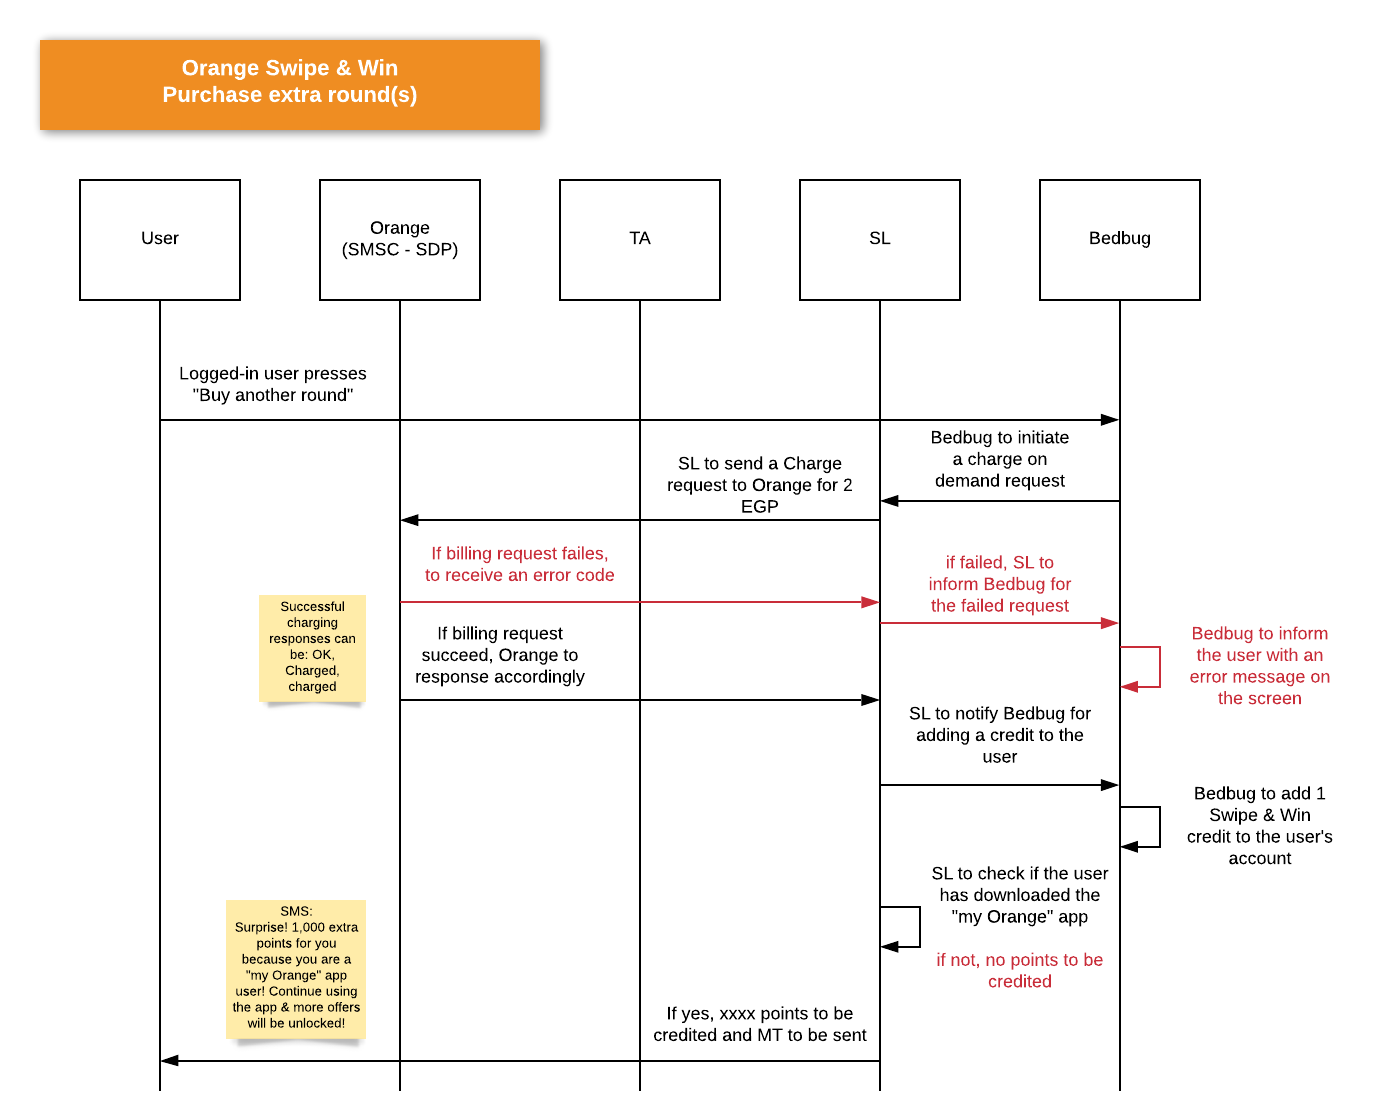 Orange Swipe & Win
Purchase extra round(s)
User
Orange
(SMSC - SDP)
TA
SL
Bedbug
Logged-in user presses
"Buy another round"
Bedbug to initiate
a charge on
demand request
SL to send a Charge
request to Orange for 2
EGP
If billing request failes,
to receive an error code
if failed, SL to
inform Bedbug for
the failed request
Successful
charging
responses can
be: OK,
Charged,
charged
If billing request
succeed, Orange to
response accordingly
Bedbug to inform
the user with an
error message on
the screen
SL to notify Bedbug for
adding a credit to the
user
Bedbug to add 1
Swipe & Win
credit to the user's
account
SL to check if the user
has downloaded the
"my Orange" app
if not, no points to be
credited
SMS:
Surprise! 1,000 extra
points for you
because you are a
"my Orange" app
user! Continue using
the app & more offers
will be unlocked!
If yes, xxxx points to be
credited and MT to be sent